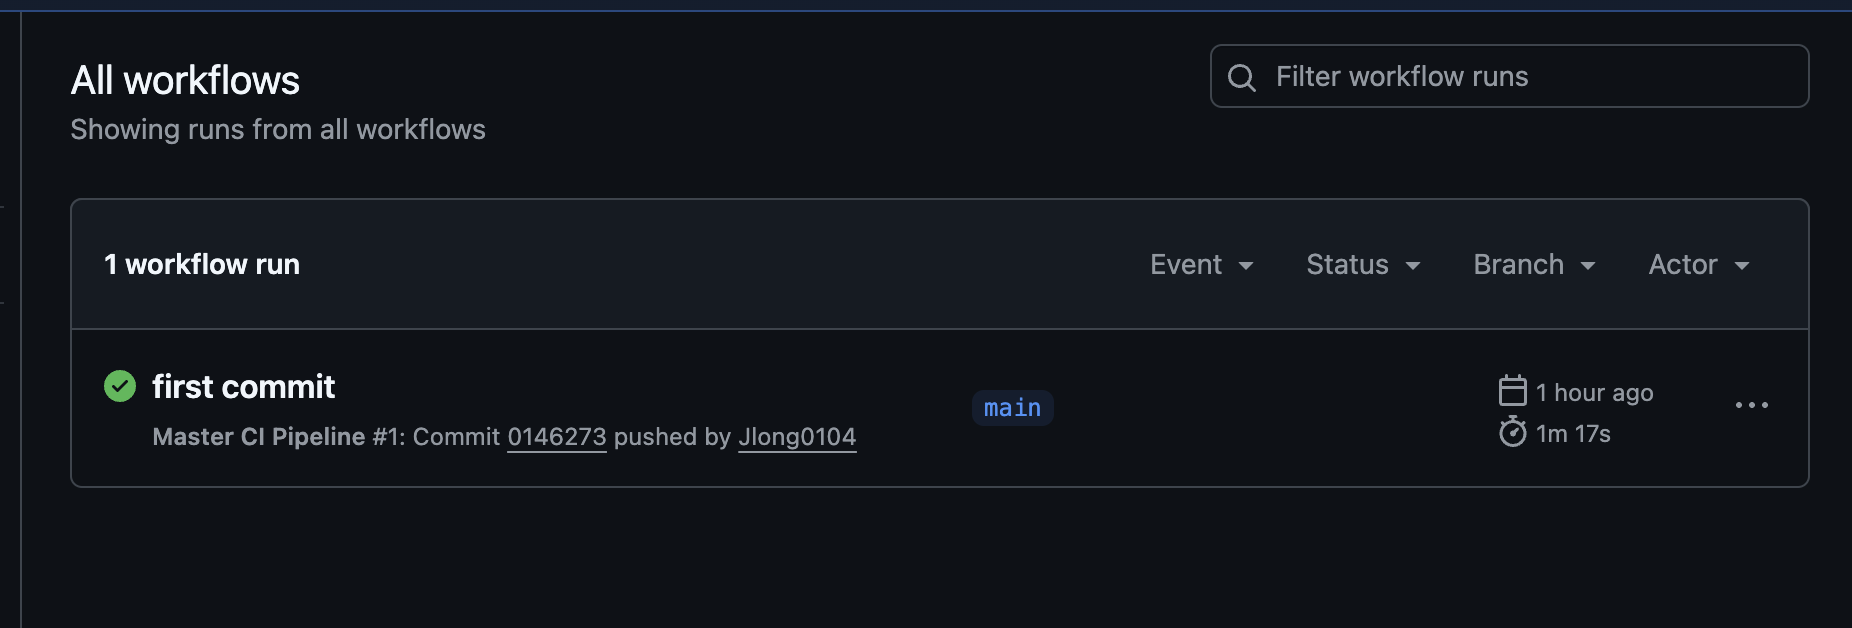 All workflows
Filter workflow runs
Showing runs from all workflows
1 workflow run
Event
Status
Branch
Actor
first commit
main
1 hour ago
Master CI Pipeline #1: Commit 0146273 pushed by Jlong0104
1m 17s